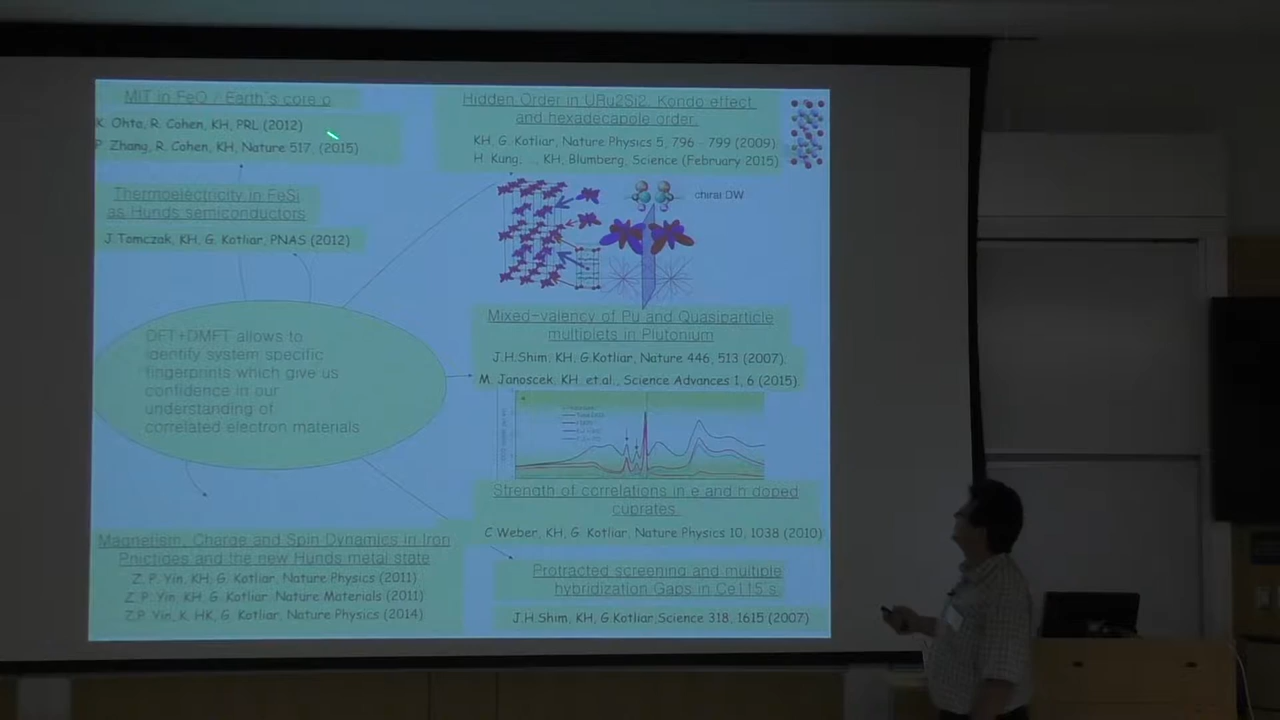 MIT in FeO / Earth's core p
K. Ohta, R. Cohen, KH, PRL (2012)
P. Zhang, R. Cohen, KH, Nature 517, (2015)
Thermoelectricity in FeSi
as Hunds semiconductors
J.Tomczak, KH, G. Kotliar, PNAS (2012)
DFT+DMFT allows to
identify system specific
fingerprints which give us
confidence in our
understanding of
correlated electron materials
Magnetism, Charge and Spin Dynamics in Iron
Pnictides and the new Hunds metal state
Z. P. Yin, KH, G. Kotliar, Nature Physics (2011)
Z. P. Yin, KH, G. Kotliar, Nature Materials (2011)
Z.P. Yin, K. HK, G. Kotliar, Nature Physics (2014)
Hidden Order in URu2Si2, Kondo effect
and hexadecapole order.
KH, G. Kotliar, Nature Physics 5, 796 - 799 (2009)
H. Kung, ..., KH, Blumberg, Science (February 2015)
chiral DW
Mixed-valency of Pu and Quasiparticle
multiplets in Plutonium
J.H.Shim, KH, G.Kotliar, Nature 446, 513 (2007).
M. Janoscek, KH, et.al., Science Advances 1, 6 (2015).
Strength of correlations in e and h doped
cuprates.
C.Weber, KH, G. Kotliar, Nature Physics 10, 1038 (2010)
Protracted screening and multiple
hybridization Gaps in Ce115's
J.H.Shim, KH, G.Kotliar,Science 318, 1615 (2007)